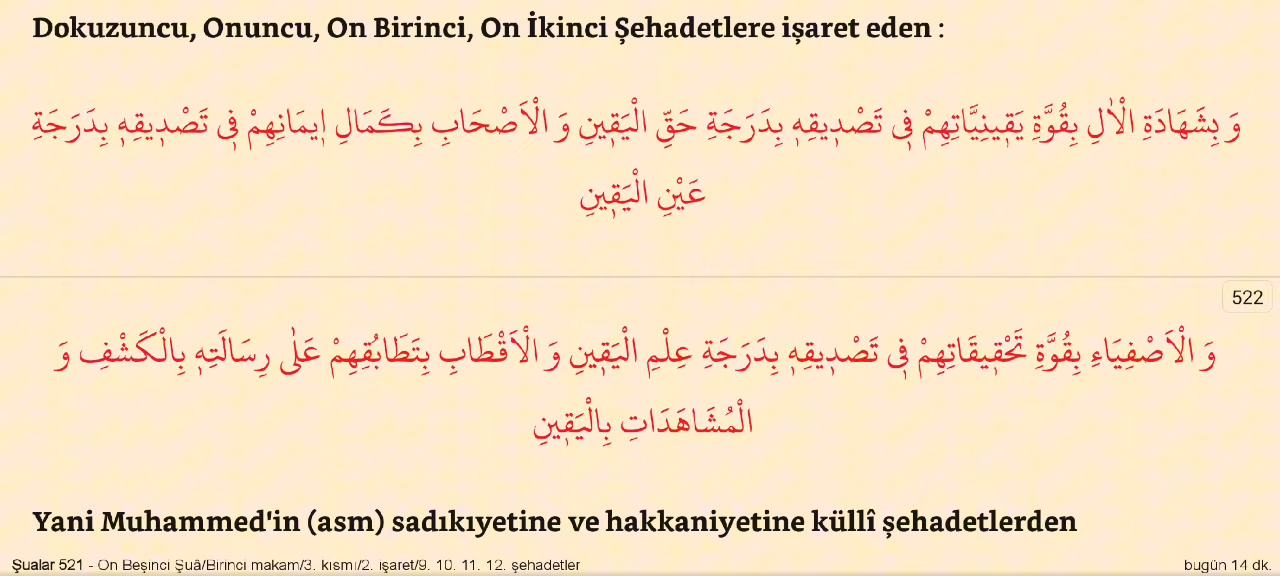 Dokuzuncu, Onuncu, On Birinci, On İkinci Şehadetlere işaret eden :
وَ بِشَهَادَةِ الْاٰلِ بِقُوَّةِ يَقٖينِيَّاتِهِمْ فٖى تَصْدٖيقِهٖ بِدَرَجَةِ حَقِّ الْيَقٖينِ وَ الْاَصْحَابِ بِكَمَالِ اٖيمَانِهِمْ فٖى تَصْدٖيقِهٖ بِدَرَجَةِ
عَيْنِ الْيَقٖينِ
522
وَ الْاَصْفِيَاءِ بِقُوَّةِ تَحْقٖيقَاتِهِمْ فٖى تَصْدٖيقِهٖ بِدَرَجَةِ عِلْمِ الْيَقٖينِ وَ الْاَقْطَابِ بِتَطَابُقِهِمْ عَلٰى رِسَالَتِهٖ بِالْكَشْفِ وَ
الْمُشَاهَدَاتِ بِالْيَقٖينِ
Yani Muhammed'in (asm) sadıkıyetine ve hakkaniyetine küllî şehadetlerden
Şualar 521 - On Beşinci Şuâ/Birinci makam/3. kısmı/2. işaret/9. 10. 11. 12. şehadetler
bugün 14 dk.